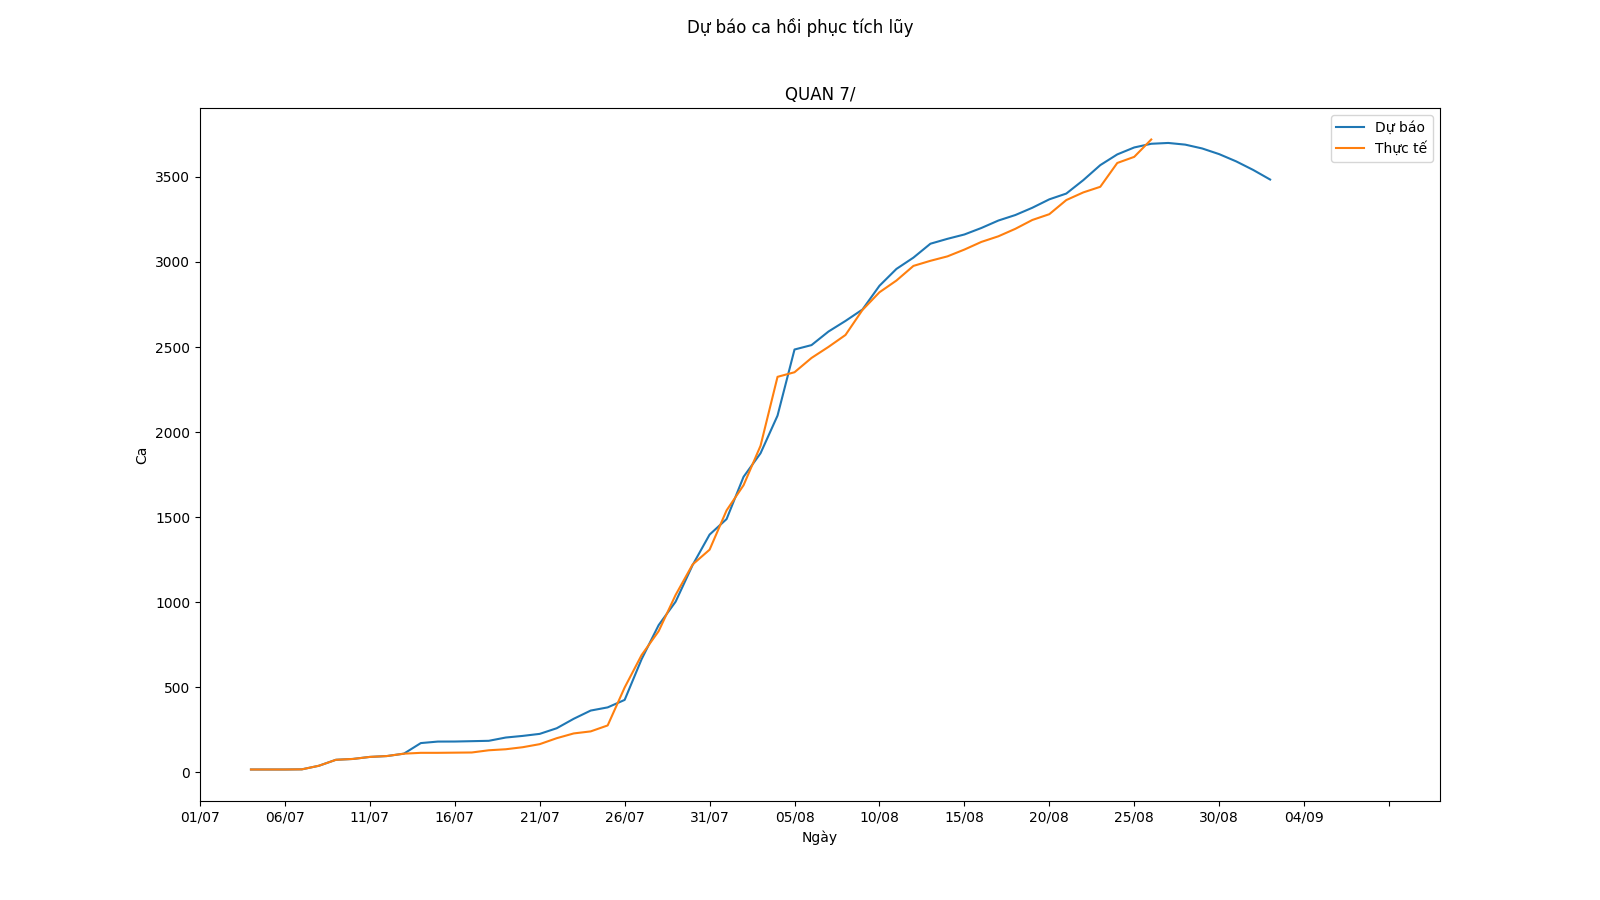 Dự báo ca hồi phục tích lũy
QUAN 7/
Dự báo
Thực tế
3500
3000
2500
2000
1500
1000
500
0
Ca
01/07 06/07 11/07 16/07 21/07 26/07 31/07 05/08 10/08 15/08 20/08 25/08 30/08 04/09
Ngày